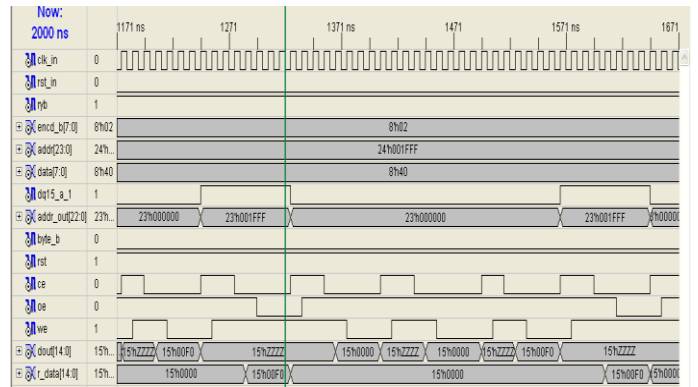 Now:
2000 ns
1171 ns 1271 1371 ns 1471 1571 ns 1671
clk_in 0
rst_in 0
ryb 1
encd_b[7:0] 8'h02 8'h02
addr[23:0] 24'h... 24'h001FFF
data[7:0] 8'h40 8'h40
dq15_a_1 1
addr_out[22:0] 23'h... 23'h000000 23'h001FFF 23'h000000 23'h001FFF
byte_b 0
rst 1
ce 0
oe 0
we 1
dout[14:0] 15'h... 15'hZZZZ 15'h00F0 15'hZZZZ 15'h0000 15'hZZZZ 15'h0000 15'hZZZZ 15'h00F0 15'hZZZZ
r_data[14:0] 15'h... 15'h0000 15'h00F0 15'h0000 15'h00F0